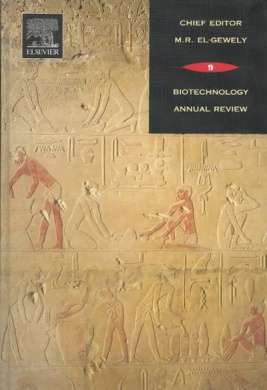 ELSEVIER
CHIEF EDITOR
M.R. EL-GEWELY
9
BIOTECHNOLOGY
ANNUAL REVIEW